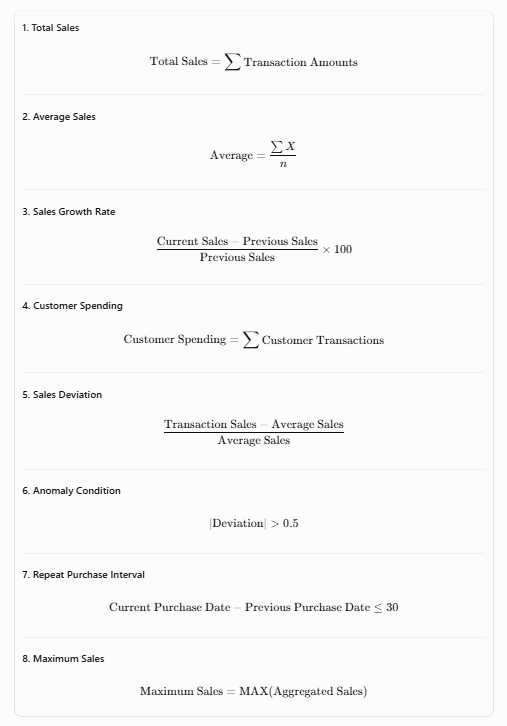 1. Total Sales
Total Sales = ∑ Transaction Amounts
2. Average Sales
Average = ∑ X / n
3. Sales Growth Rate
Current Sales − Previous Sales / Previous Sales × 100
4. Customer Spending
Customer Spending = ∑ Customer Transactions
5. Sales Deviation
Transaction Sales − Average Sales / Average Sales
6. Anomaly Condition
|Deviation| > 0.5
7. Repeat Purchase Interval
Current Purchase Date − Previous Purchase Date ≤ 30
8. Maximum Sales
Maximum Sales = MAX(Aggregated Sales)